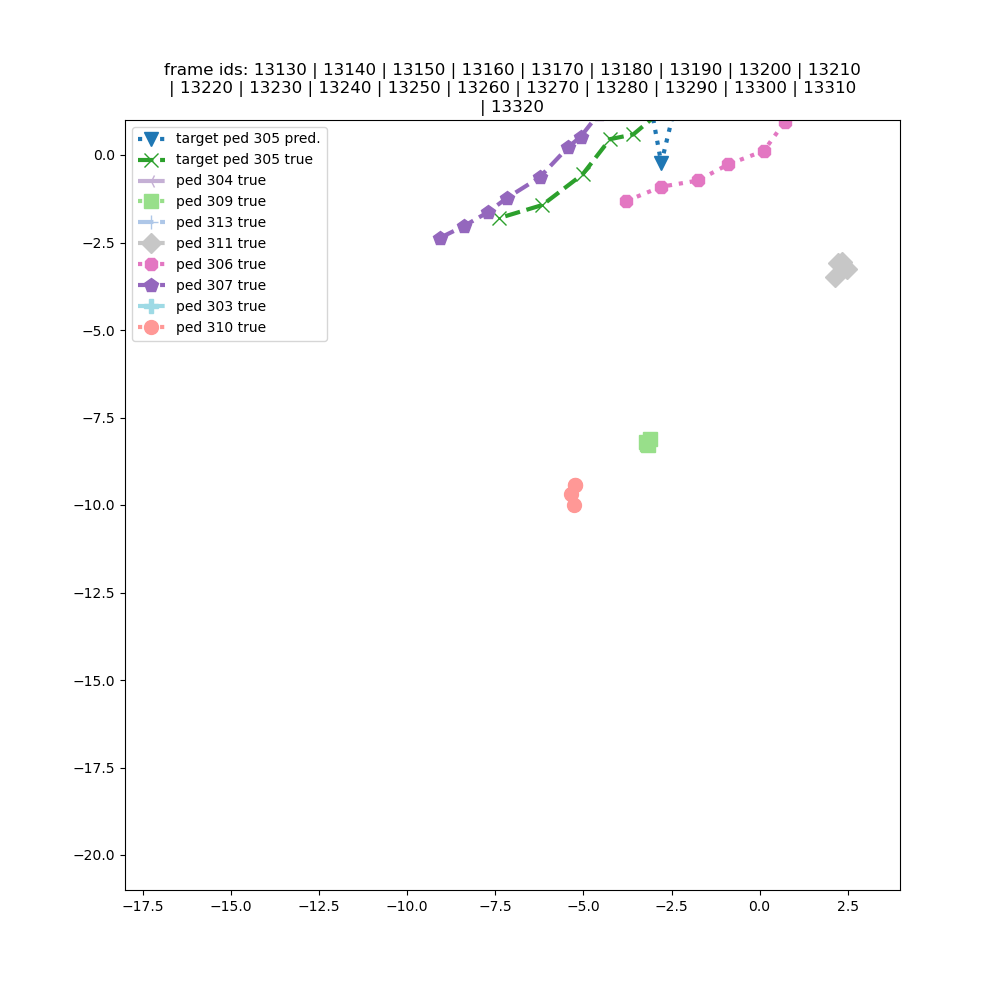 frame ids: 13130 | 13140 | 13150 | 13160 | 13170 | 13180 | 13190 | 13200 | 13210
| 13220 | 13230 | 13240 | 13250 | 13260 | 13270 | 13280 | 13290 | 13300 | 13310
| 13320
target ped 305 pred.
target ped 305 true
ped 304 true
ped 309 true
ped 313 true
ped 311 true
ped 306 true
ped 307 true
ped 303 true
ped 310 true
0.0
−2.5
−5.0
−7.5
−10.0
−12.5
−15.0
−17.5
−20.0
−17.5 −15.0 −12.5 −10.0 −7.5 −5.0 −2.5 0.0 2.5